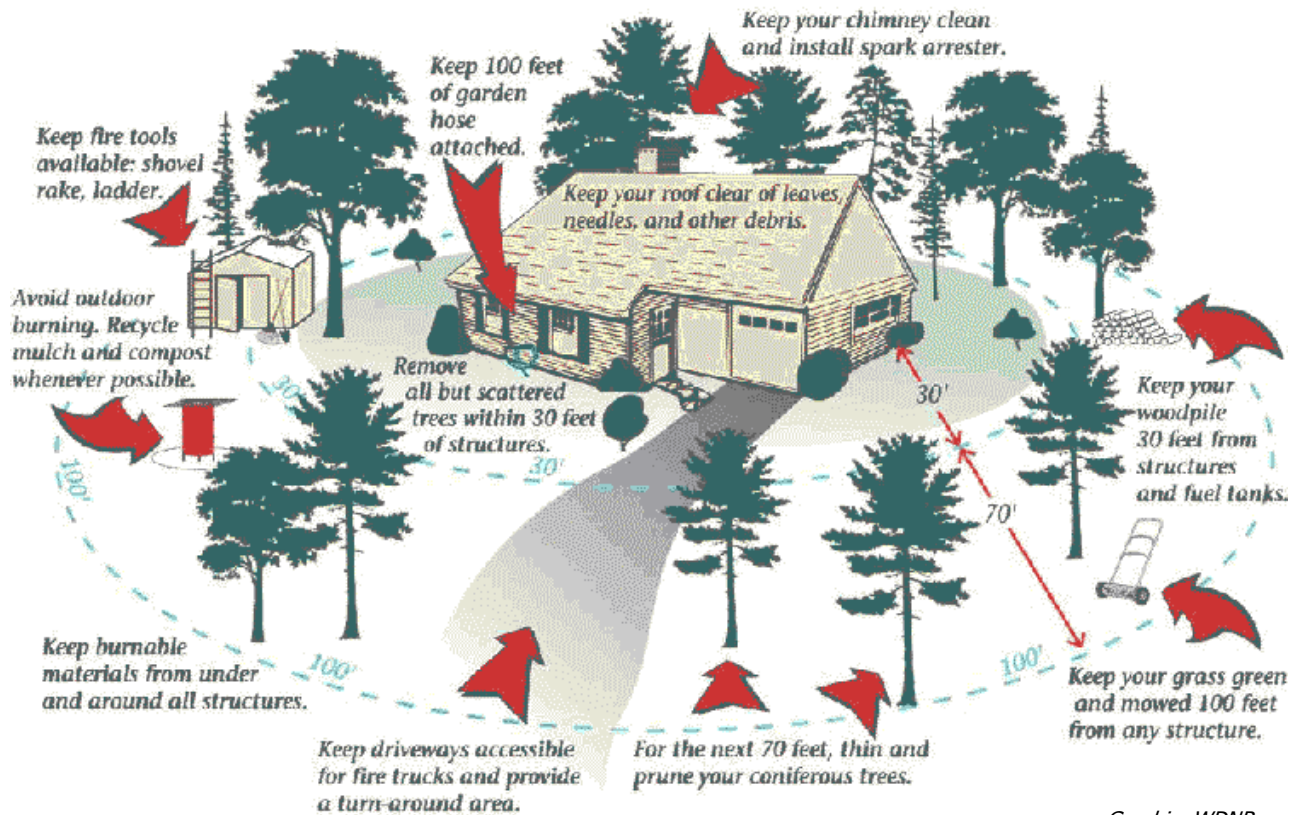 Keep your chimney clean
and install spark arrester.
Keep 100 feet
of garden
hose
attached.
Keep fire tools
available: shovel
rake, ladder.
Keep your roof clear of leaves,
needles, and other debris.
Avoid outdoor
burning. Recycle
mulch and compost
whenever possible.
Remove
all but scattered
trees within 30 feet
of structures.
30'
30'
30'
Keep your
woodpile
30 feet from
structures
and fuel tanks.
100'
70'
Keep burnable
materials from under
and around all structures.
100'
100'
Keep your grass green
and mowed 100 feet
from any structure.
Keep driveways accessible
for fire trucks and provide
a turn-around area.
For the next 70 feet, thin and
prune your coniferous trees.